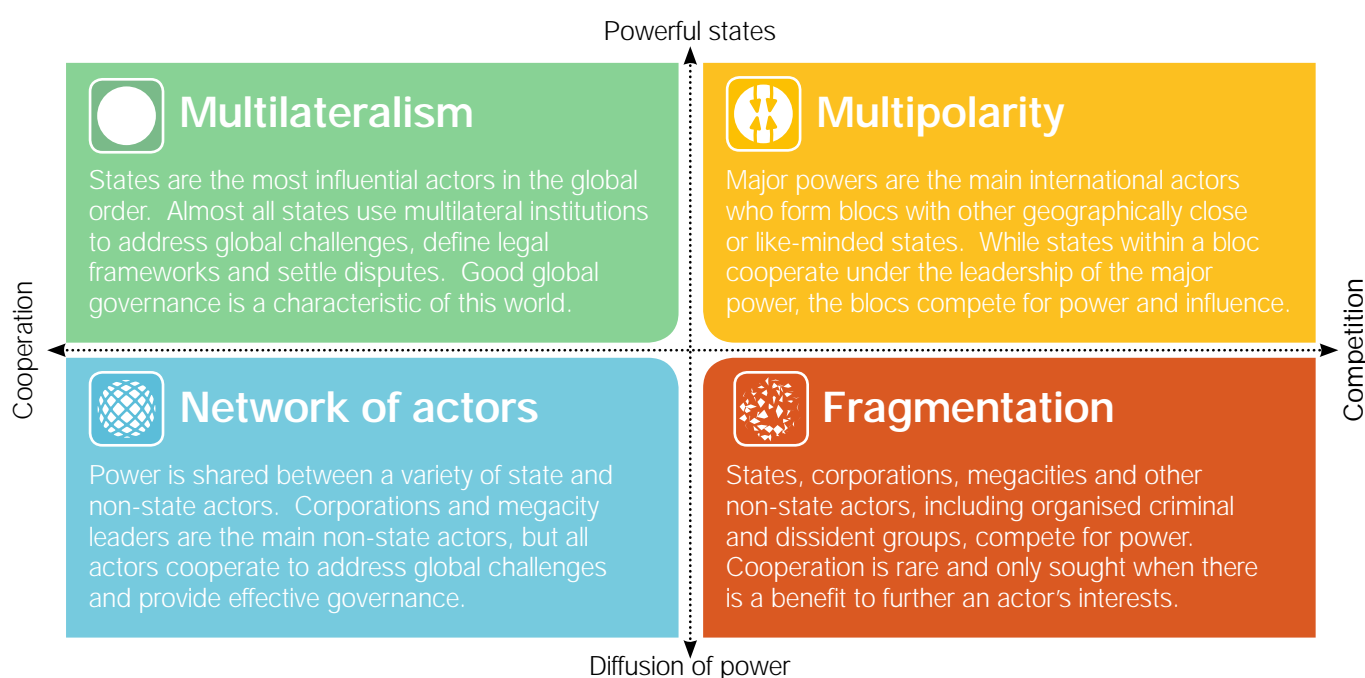 Powerful states
Multilateralism
States are the most influential actors in the global
order.  Almost all states use multilateral institutions
to address global challenges, define legal
frameworks and settle disputes.  Good global
governance is a characteristic of this world.
Multipolarity
Major powers are the main international actors
who form blocs with other geographically close
or like-minded states.  While states within a bloc
cooperate under the leadership of the major
power, the blocs compete for power and influence.
Cooperation
Competition
Network of actors
Power is shared between a variety of state and
non-state actors.  Corporations and megacity
leaders are the main non-state actors, but all
actors cooperate to address global challenges
and provide effective governance.
Fragmentation
States, corporations, megacities and other
non-state actors, including organised criminal
and dissident groups, compete for power.
Cooperation is rare and only sought when there
is a benefit to further an actor's interests.
Diffusion of power